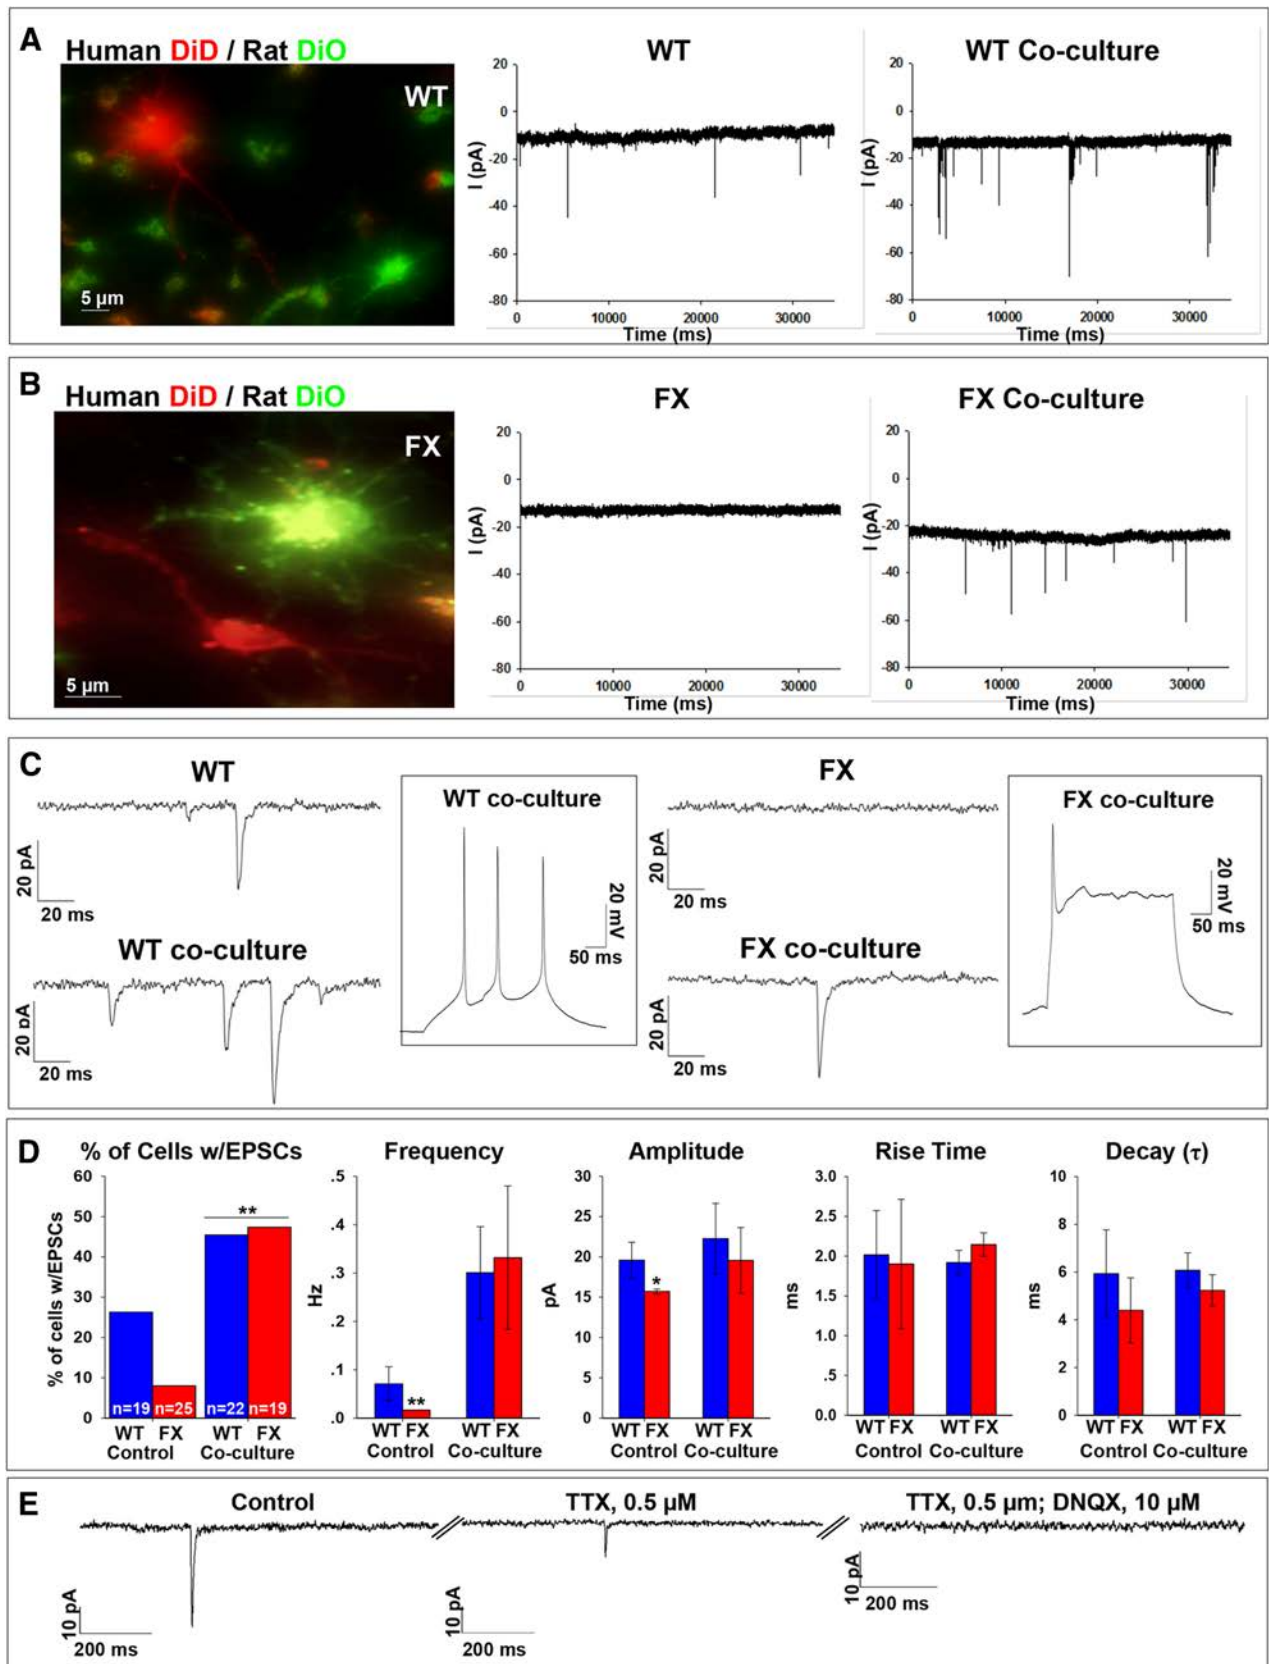 A
Human DiD / Rat DiO
WT
5 µm
WT
20
0
-20
-40
-60
-80
I (pA)
0 10000 20000 30000
Time (ms)
WT Co-culture
20
0
-20
-40
-60
-80
I (pA)
0 10000 20000 30000
Time (ms)
B
Human DiD / Rat DiO
FX
5 µm
FX
20
0
-20
-40
-60
-80
I (pA)
0 10000 20000 30000
Time (ms)
FX Co-culture
20
0
-20
-40
-60
-80
I (pA)
0 10000 20000 30000
Time (ms)
C
WT
20 pA
20 ms
WT co-culture
20 pA
20 ms
WT co-culture
20 mV
50 ms
FX
20 pA
20 ms
FX co-culture
20 pA
20 ms
FX co-culture
20 mV
50 ms
D
% of Cells w/EPSCs
% of cells w/EPSCs
60
50
40
30
20
10
0
**
n=19 n=25 n=22 n=19
WT FX WT FX
Control Co-culture
Frequency
Hz
.5
.4
.3
.2
.1
.0
**
WT FX WT FX
Control Co-culture
Amplitude
pA
30
25
20
15
10
5
0
*
WT FX WT FX
Control Co-culture
Rise Time
ms
3.0
2.5
2.0
1.5
1.0
0.5
0.0
WT FX WT FX
Control Co-culture
Decay (τ)
ms
10
8
6
4
2
0
WT FX WT FX
Control Co-culture
E
Control
10 pA
200 ms
TTX, 0.5 µM
10 pA
200 ms
TTX, 0.5 µm; DNQX, 10 µM
10 pA
200 ms